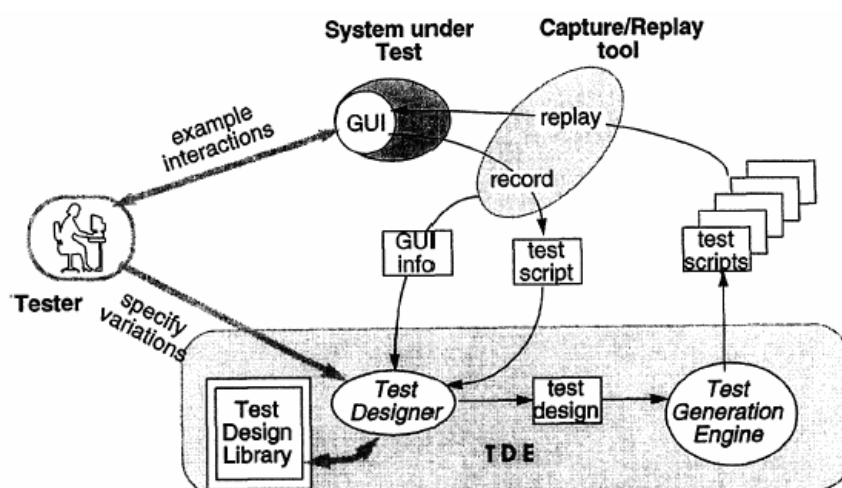 System under
Test
Capture/Replay
tool
GUI
replay
example
interactions
record
GUI
info
test
script
test
scripts
Tester
specify
variations
Test
Design
Library
Test
Designer
test
design
Test
Generation
Engine
TDE